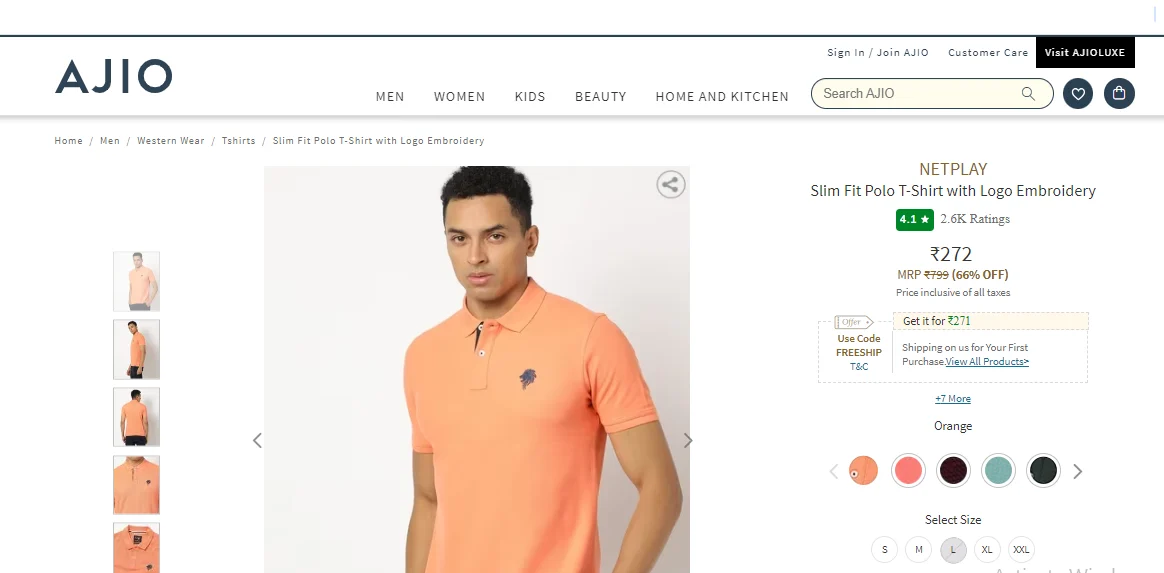 Sign In / Join AJIO
Customer Care
Visit AJIOLUXE
AJIO
MEN
WOMEN
KIDS
BEAUTY
HOME AND KITCHEN
Search AJIO
Home / Men / Western Wear / Tshirts / Slim Fit Polo T-Shirt with Logo Embroidery
NETPLAY
Slim Fit Polo T-Shirt with Logo Embroidery
4.1 ★ 2.6K Ratings
₹272
MRP ₹799 (66% OFF)
Price inclusive of all taxes
Offer
Use Code
FREESHIP
T&C
Get it for ₹271
Shipping on us for Your First
Purchase.View All Products>
+7 More
Orange
Select Size
S M L XL XXL